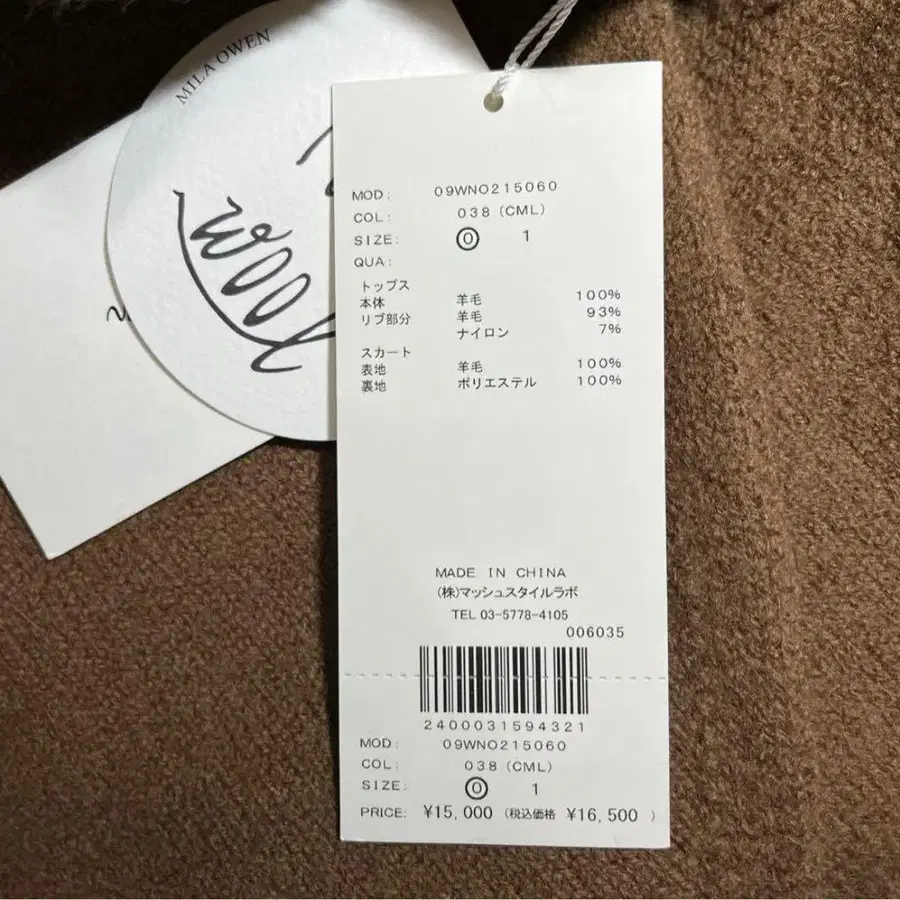 MILA OWEN
wool
MOD: 09WNO215060
COL: 038 (CML)
SIZE: ⓪ 1
QUA:
トップス
本体 羊毛 100%
リブ部分 羊毛 93%
ナイロン 7%
スカート
表地 羊毛 100%
裏地 ポリエステル 100%
MADE IN CHINA
(株)マッシュスタイルラボ
TEL 03-5778-4105
006035
2400031594321
MOD: 09WNO215060
COL: 038 (CML)
SIZE: ⓪ 1
PRICE: ¥15,000 (税込価格 ¥16,500 )